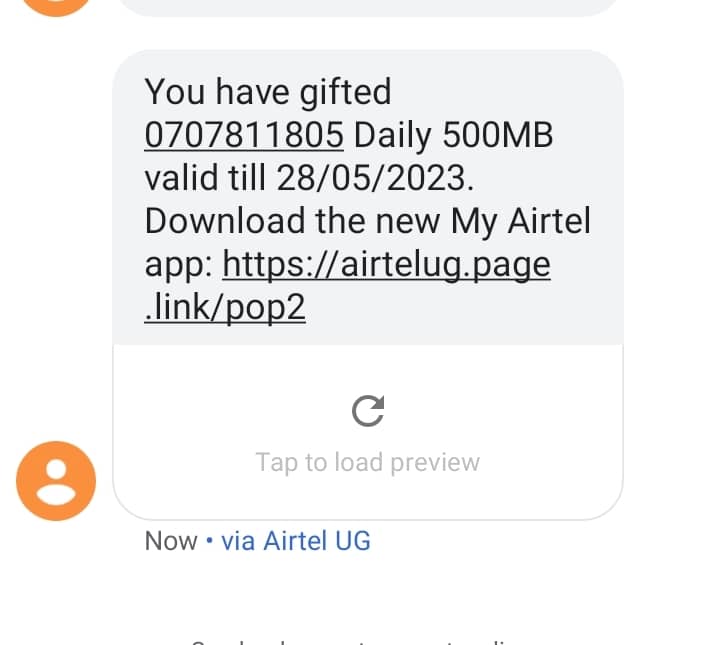 You have gifted
0707811805 Daily 500MB
valid till 28/05/2023.
Download the new My Airtel
app: https://airtelug.page
.link/pop2
Tap to load preview
Now • via Airtel UG